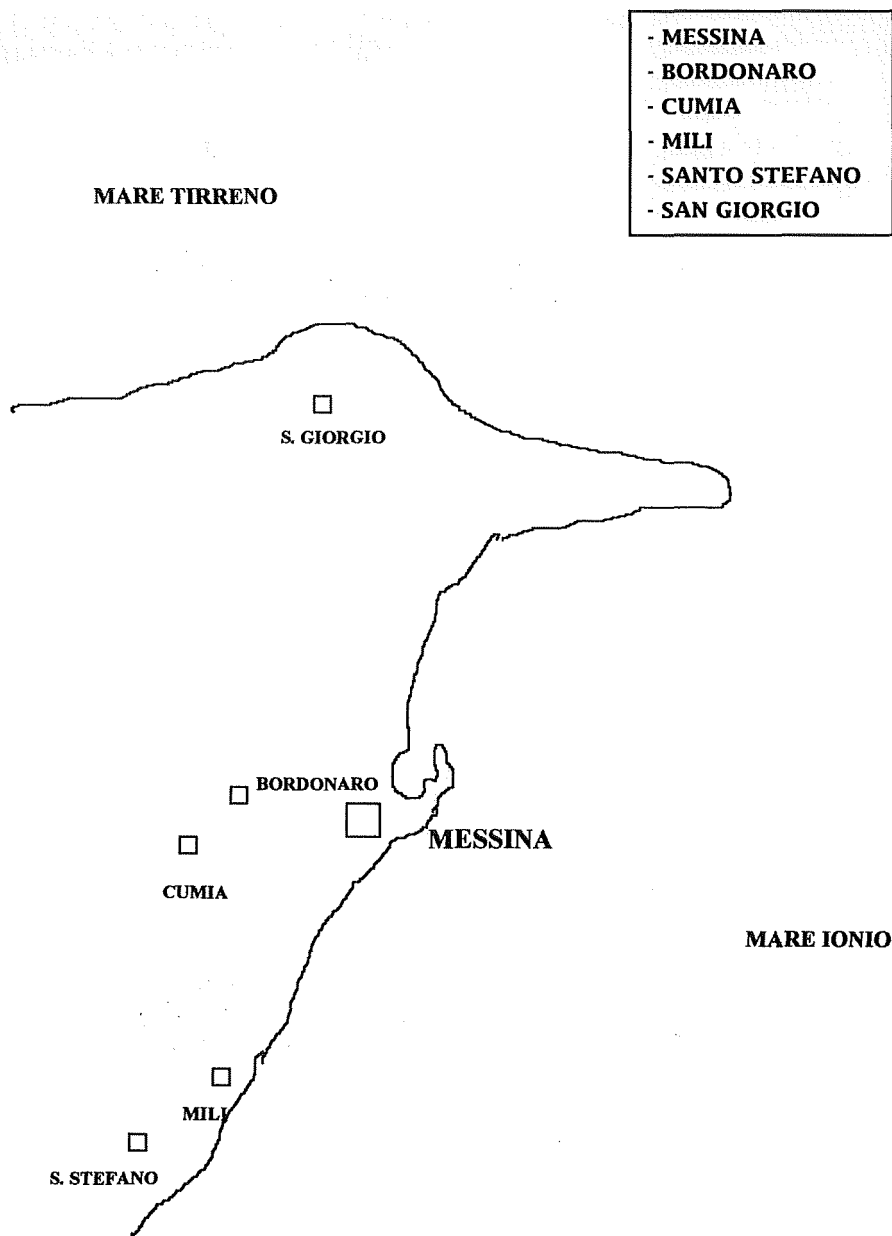 - MESSINA
- BORDONARO
- CUMIA
- MILI
- SANTO STEFANO
- SAN GIORGIO
MARE TIRRENO
S. GIORGIO
BORDONARO
MESSINA
CUMIA
MARE IONIO
MILI
S. STEFANO